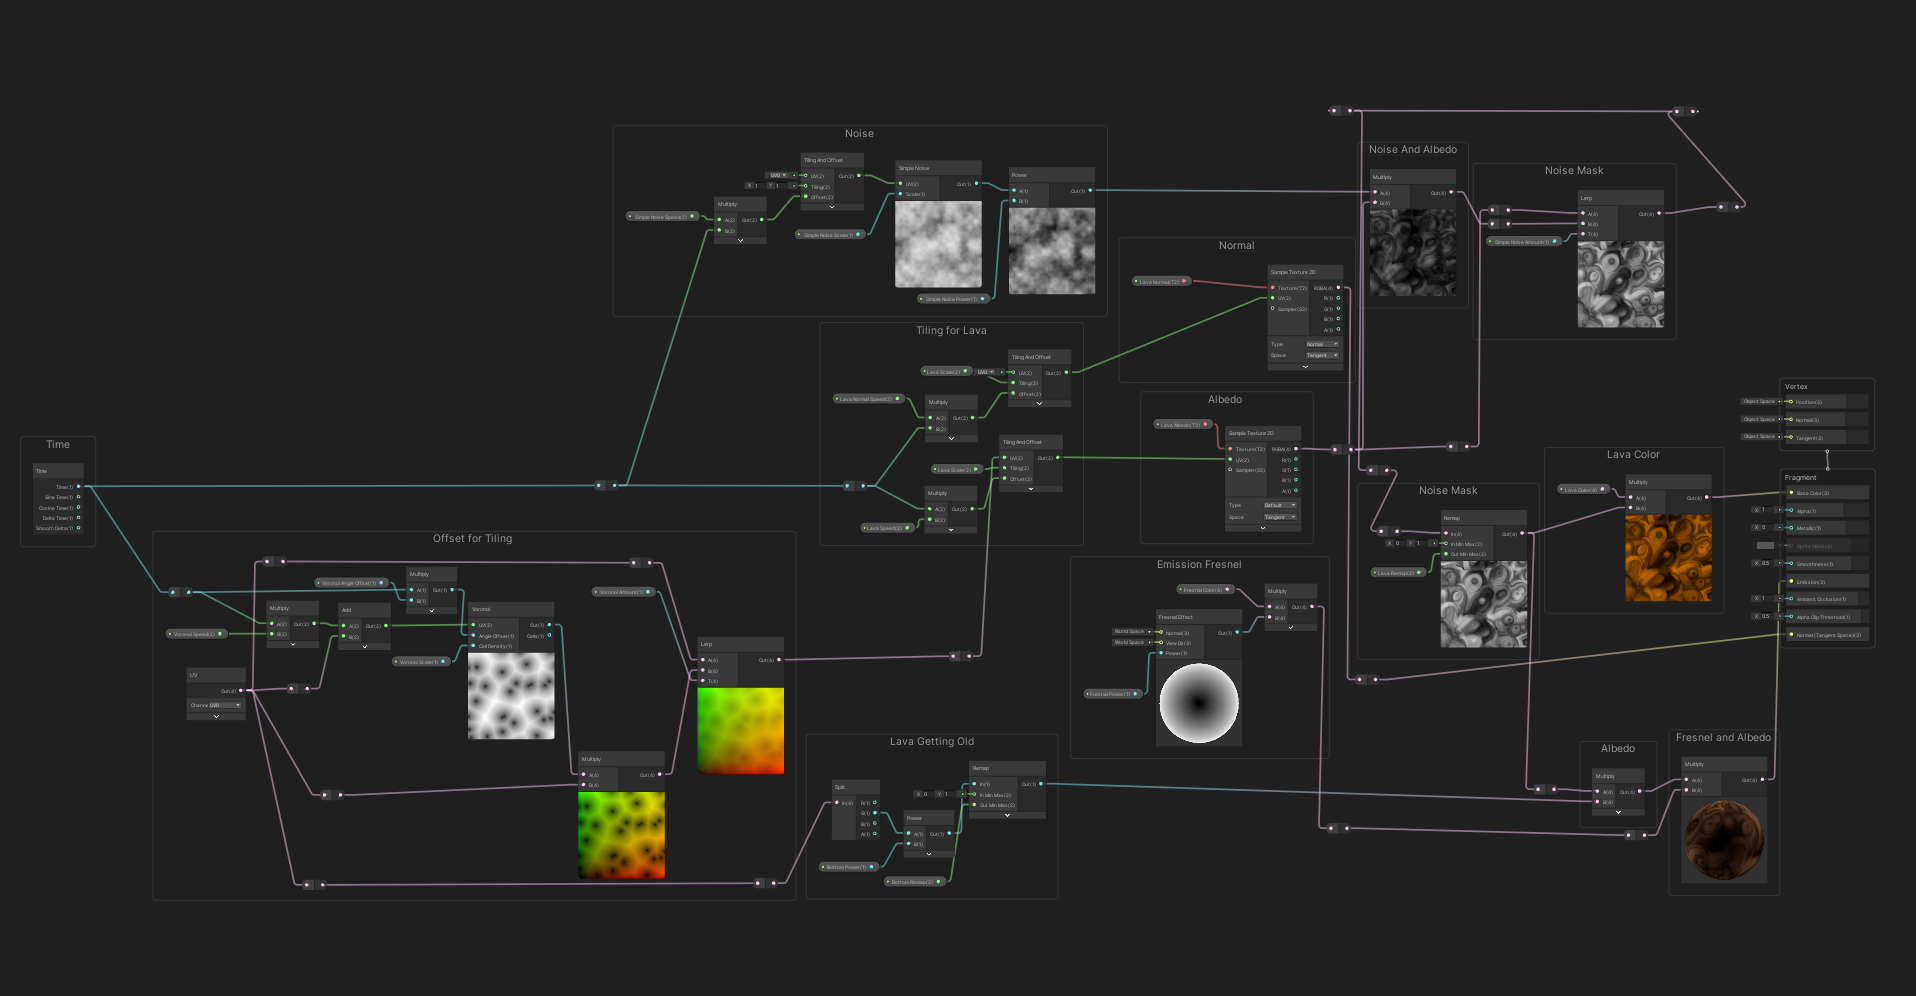 Time
Time
Time(1)
Sine Time(1)
Cosine Time(1)
Delta Time(1)
Smooth Delta(1)
Noise
Simple Noise Speed(2)
Multiply
A(2) Out(2)
B(2)
UV0
X 1 Y 1
Tiling And Offset
UV(2) Out(2)
Tiling(2)
Offset(2)
Simple Noise Scale(1)
Simple Noise
UV(2) Out(1)
Scale(1)
Simple Noise Power(1)
Power
A(1) Out(1)
B(1)
Tiling for Lava
Lava Scale(2)
UV0
Tiling And Offset
UV(2) Out(2)
Tiling(2)
Offset(2)
Lava Normal Speed(2)
Multiply
A(2) Out(2)
B(2)
Tiling And Offset
UV(2) Out(2)
Tiling(2)
Offset(2)
Lava Scale(2)
Multiply
A(2) Out(2)
B(2)
Lava Speed(2)
Normal
Lava Normal(T2)
Sample Texture 2D
Texture(T2) RGBA(4)
UV(2) R(1)
Sampler(SS) G(1)
B(1)
A(1)
Type Normal
Space Tangent
Albedo
Lava Albedo(T2)
Sample Texture 2D
Texture(T2) RGBA(4)
UV(2) R(1)
Sampler(SS) G(1)
B(1)
A(1)
Type Default
Space Tangent
Noise And Albedo
Multiply
A(4) Out(4)
B(4)
Noise Mask
Simple Noise Amount(1)
Lerp
A(4) Out(4)
B(4)
T(4)
Offset for Tiling
Voronoi Angle Offset(1)
Multiply
A(1) Out(1)
B(1)
Voronoi Speed(2)
Multiply
A(2) Out(2)
B(2)
Add
A(2) Out(2)
B(2)
Voronoi Scale(1)
Voronoi
UV(2) Out(1)
Angle Offset(1) Cells(1)
Cell Density(1)
UV
Out(4)
Channel UV0
Voronoi Amount(1)
Multiply
A(4) Out(4)
B(4)
Lerp
A(4) Out(4)
B(4)
T(4)
Lava Getting Old
Split
In(4) R(1)
G(1)
B(1)
A(1)
Bottom Power(1)
Power
A(1) Out(1)
B(1)
Bottom Remap(2)
X 0 Y 1
Remap
In(1) Out(1)
In Min Max(2)
Out Min Max(2)
Emission Fresnel
Fresnel Color(4)
Multiply
A(4) Out(4)
B(4)
World Space
World Space
Fresnel Effect
Normal(3) Out(1)
View Dir(3)
Power(1)
Fresnel Power(1)
Noise Mask
X 0 Y 1
Lava Remap(2)
Remap
In(4) Out(4)
In Min Max(2)
Out Min Max(2)
Lava Color
Lava Color(4)
Multiply
A(4) Out(4)
B(4)
Albedo
Multiply
A(4) Out(4)
B(4)
Fresnel and Albedo
Multiply
A(4) Out(4)
B(4)
Vertex
Object Space Position(3)
Object Space Normal(3)
Object Space Tangent(3)
Fragment
Base Color(3)
X 1 Alpha(1)
X 0 Metallic(1)
Sprite Mask(4)
X 0.5 Smoothness(1)
Emission(3)
X 1 Ambient Occlusion(1)
X 0.5 Alpha Clip Threshold(1)
Normal (Tangent Space)(3)